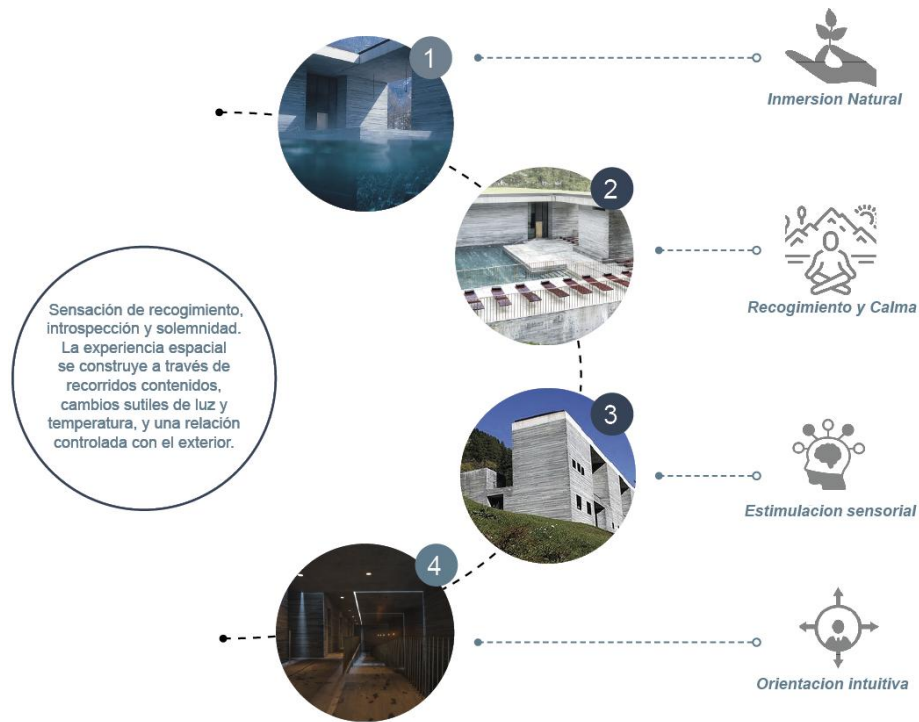 1
Inmersion Natural
2
Recogimiento y Calma
Sensación de recogimiento,
introspección y solemnidad.
La experiencia espacial
se construye a través de
recorridos contenidos,
cambios sutiles de luz y
temperatura, y una relación
controlada con el exterior.
3
Estimulacion sensorial
4
Orientacion intuitiva